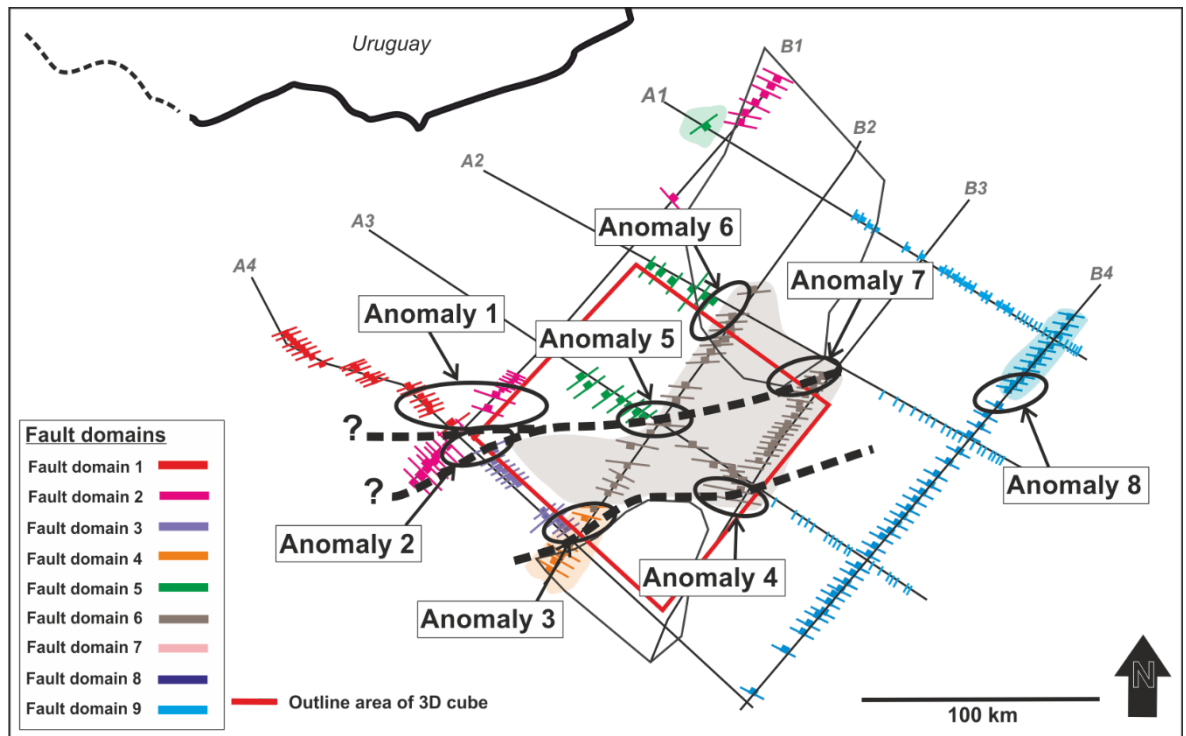 Uruguay
B1
A1
B2
A2
B3
A3
Anomaly 6
A4
B4
Anomaly 7
Anomaly 1
Anomaly 5
?
?
Anomaly 8
Anomaly 2
Anomaly 4
Anomaly 3
Fault domains
Fault domain 1
Fault domain 2
Fault domain 3
Fault domain 4
Fault domain 5
Fault domain 6
Fault domain 7
Fault domain 8
Fault domain 9
Outline area of 3D cube
100 km
N